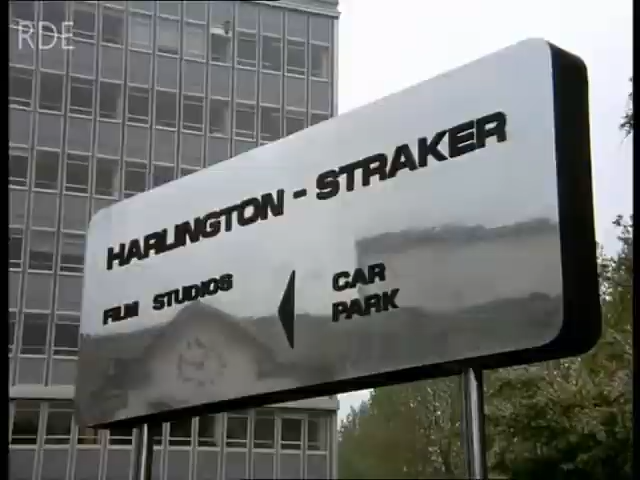 RDE
HARLINGTON - STRAKER
FILM STUDIOS
CAR
PARK